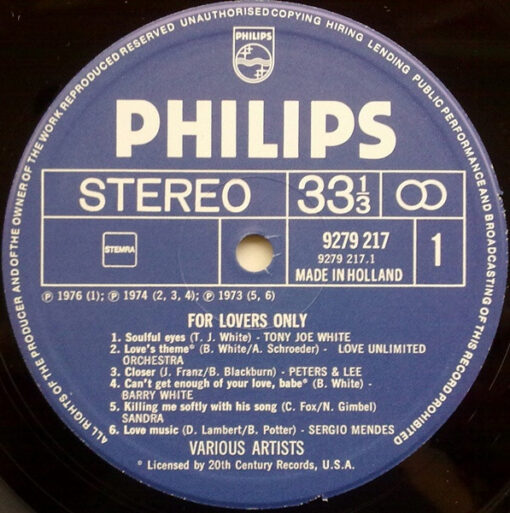 ALL RIGHTS OF THE PRODUCER AND OF THE OWNER OF THE WORK REPRODUCED RESERVED UNAUTHORISED COPYING HIRING LENDING PUBLIC PERFORMANCE AND BROADCASTING OF THIS RECORD PROHIBITED
PHILIPS
PHILIPS
STEREO 33 1/3
STEMRA
9279 217
9279 217.1
MADE IN HOLLAND
1
℗ 1976 (1); ℗ 1974 (2, 3, 4); ℗ 1973 (5, 6)
FOR LOVERS ONLY
1. Soulful eyes (T. J. White) - TONY JOE WHITE
2. Love's theme* (B. White/A. Schroeder) - LOVE UNLIMITED
ORCHESTRA
3. Closer (J. Franz/B. Blackburn) - PETERS & LEE
4. Can't get enough of your love, babe* (B. White) -
BARRY WHITE
5. Killing me softly with his song (C. Fox/N. Gimbel)
SANDRA
6. Love music (D. Lambert/B. Potter) - SERGIO MENDES
VARIOUS ARTISTS
* Licensed by 20th Century Records, U.S.A.